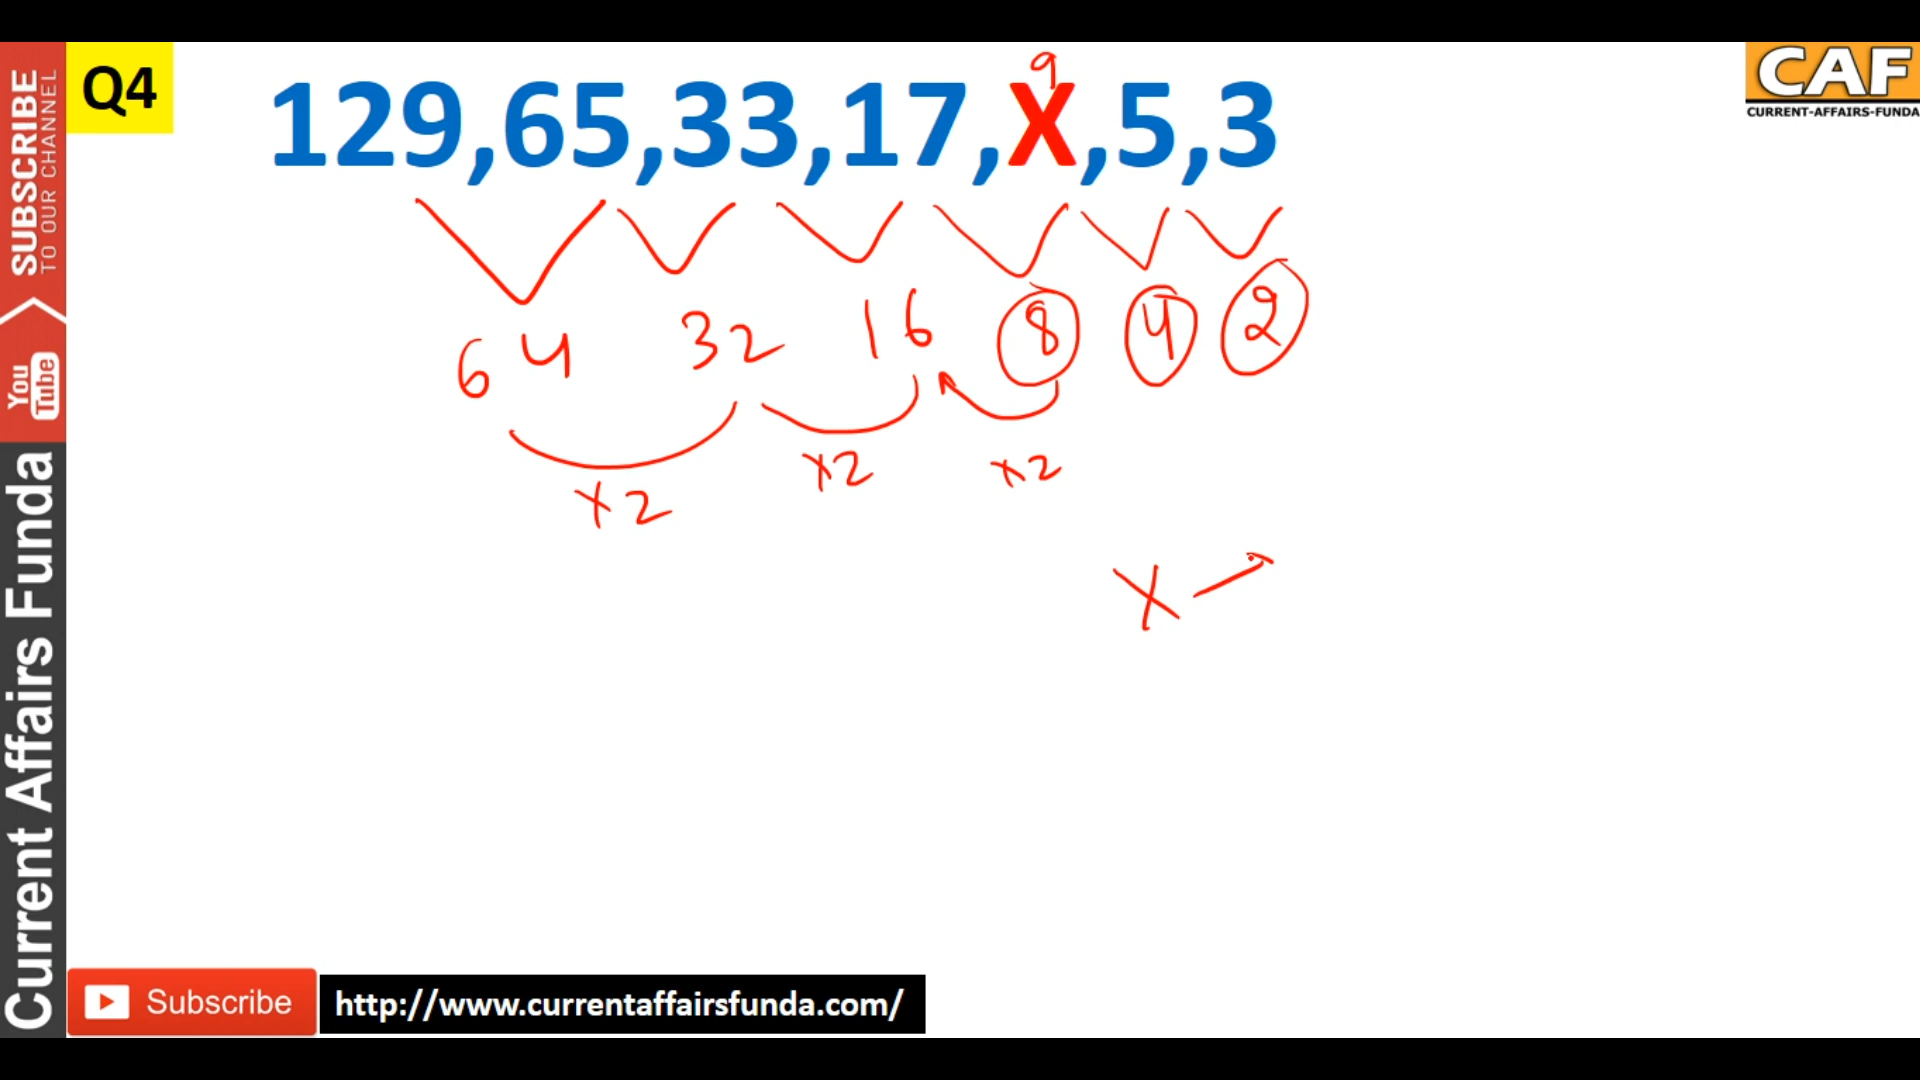 Q4
9
129,65,33,17,X,5,3
64 32 16 8 4 2
x2 x2 x2
X →
CAF
CURRENT-AFFAIRS-FUNDA
SUBSCRIBE
TO OUR CHANNEL
You
Tube
Current Affairs Funda
Subscribe
http://www.currentaffairsfunda.com/